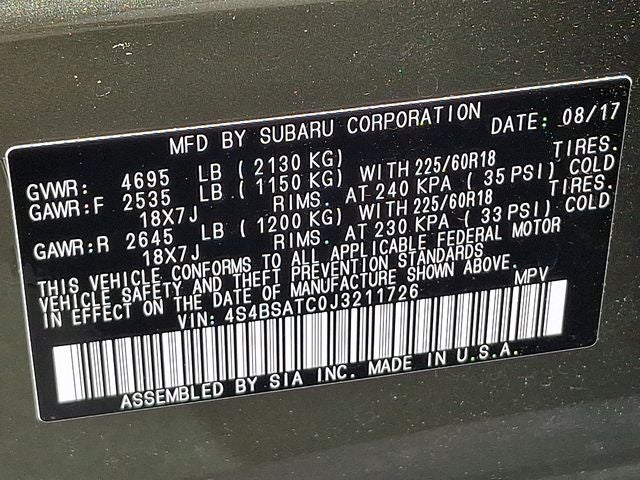 MFD BY SUBARU CORPORATION DATE: 08/17
GVWR: 4695 LB (2130 KG)
GAWR:F 2535 LB (1150 KG) WITH 225/60R18 TIRES.
18X7J RIMS. AT 240 KPA (35 PSI) COLD
GAWR:R 2645 LB (1200 KG) WITH 225/60R18 TIRES.
18X7J RIMS. AT 230 KPA (33 PSI) COLD
THIS VEHICLE CONFORMS TO ALL APPLICABLE FEDERAL MOTOR
VEHICLE SAFETY AND THEFT PREVENTION STANDARDS
IN EFFECT ON THE DATE OF MANUFACTURE SHOWN ABOVE.
VIN: 4S4BSATC0J3211726 MPV
ASSEMBLED BY SIA INC. MADE IN U.S.A.